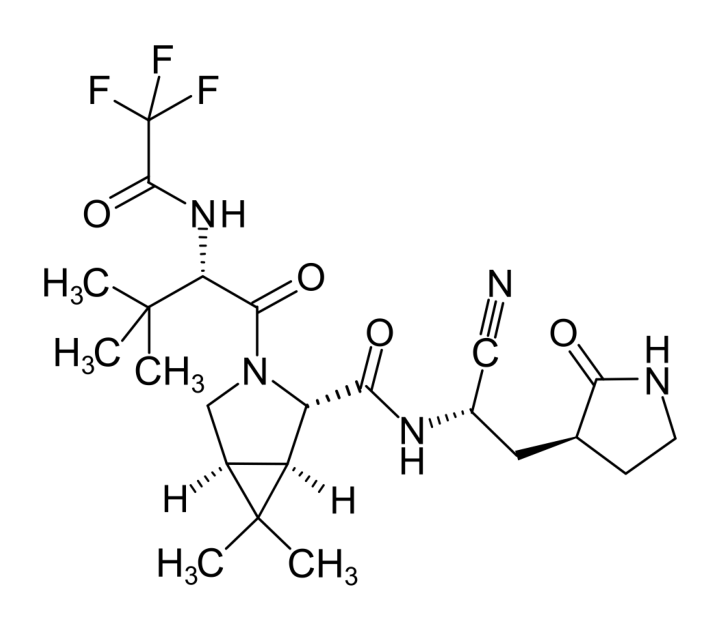 F
F F
O NH
H₃C O N
H₃C CH₃ O C O H
N N
N
H
H H
H₃C CH₃